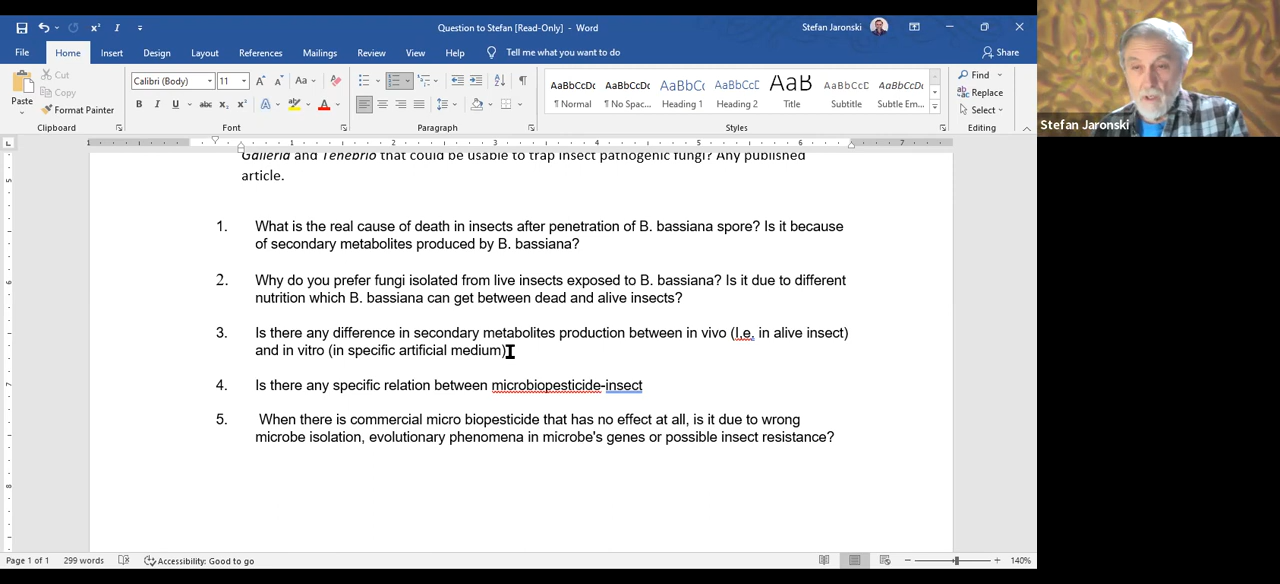 Question to Stefan [Read-Only] - Word
Stefan Jaronski
File Home Insert Design Layout References Mailings Review View Help Tell me what you want to do Share
Paste Cut Copy Format Painter
Calibri (Body) 11
AaBbCcDc AaBbCcDc AaBbCc AaBbCcC AaB AaBbCcC AaBbCcDc
¶ Normal ¶ No Spac... Heading 1 Heading 2 Title Subtitle Subtle Em...
Find
Replace
Select
Clipboard Font Paragraph Styles Editing
Stefan Jaronski
Galleria and Tenebrio that could be usable to trap insect pathogenic fungi? Any published
article.
1. What is the real cause of death in insects after penetration of B. bassiana spore? Is it because
of secondary metabolites produced by B. bassiana?
2. Why do you prefer fungi isolated from live insects exposed to B. bassiana? Is it due to different
nutrition which B. bassiana can get between dead and alive insects?
3. Is there any difference in secondary metabolites production between in vivo (I.e. in alive insect)
and in vitro (in specific artificial medium)
4. Is there any specific relation between microbiopesticide-insect
5. When there is commercial micro biopesticide that has no effect at all, is it due to wrong
microbe isolation, evolutionary phenomena in microbe's genes or possible insect resistance?
Page 1 of 1 299 words Accessibility: Good to go 140%